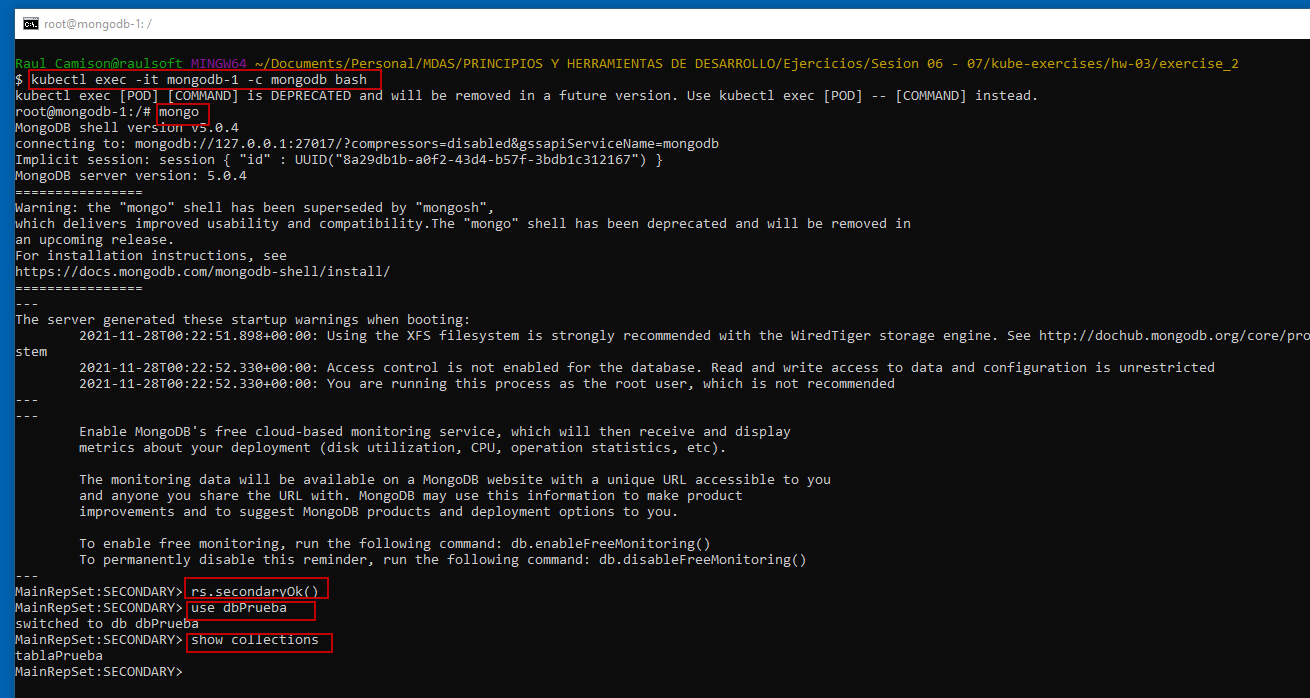 root@mongodb-1: /
Raul Camison@raulsoft MINGW64 ~/Documents/Personal/MDAS/PRINCIPIOS Y HERRAMIENTAS DE DESARROLLO/Ejercicios/Sesion 06 - 07/kube-exercises/hw-03/exercise_2
$ kubectl exec -it mongodb-1 -c mongodb bash
kubectl exec [POD] [COMMAND] is DEPRECATED and will be removed in a future version. Use kubectl exec [POD] -- [COMMAND] instead.
root@mongodb-1:/# mongo
MongoDB shell version v5.0.4
connecting to: mongodb://127.0.0.1:27017/?compressors=disabled&gssapiServiceName=mongodb
Implicit session: session { "id" : UUID("8a29db1b-a0f2-43d4-b57f-3bdb1c312167") }
MongoDB server version: 5.0.4
================
Warning: the "mongo" shell has been superseded by "mongosh",
which delivers improved usability and compatibility.The "mongo" shell has been deprecated and will be removed in
an upcoming release.
For installation instructions, see
https://docs.mongodb.com/mongodb-shell/install/
================
---
The server generated these startup warnings when booting:
2021-11-28T00:22:51.898+00:00: Using the XFS filesystem is strongly recommended with the WiredTiger storage engine. See http://dochub.mongodb.org/core/pro
stem
2021-11-28T00:22:52.330+00:00: Access control is not enabled for the database. Read and write access to data and configuration is unrestricted
2021-11-28T00:22:52.330+00:00: You are running this process as the root user, which is not recommended
---
---
Enable MongoDB's free cloud-based monitoring service, which will then receive and display
metrics about your deployment (disk utilization, CPU, operation statistics, etc).
The monitoring data will be available on a MongoDB website with a unique URL accessible to you
and anyone you share the URL with. MongoDB may use this information to make product
improvements and to suggest MongoDB products and deployment options to you.
To enable free monitoring, run the following command: db.enableFreeMonitoring()
To permanently disable this reminder, run the following command: db.disableFreeMonitoring()
---
MainRepSet:SECONDARY> rs.secondaryOk()
MainRepSet:SECONDARY> use dbPrueba
switched to db dbPrueba
MainRepSet:SECONDARY> show collections
tablaPrueba
MainRepSet:SECONDARY>